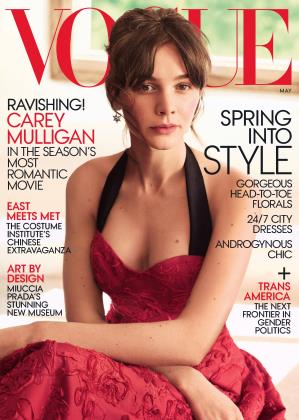 VOGUE
MAY
RAVISHING!
CAREY
MULLIGAN
IN THE SEASON'S
MOST
ROMANTIC
MOVIE
EAST
MEETS MET
THE COSTUME
INSTITUTE'S
CHINESE
EXTRAVAGANZA
ART BY
DESIGN
MIUCCIA
PRADA'S
STUNNING
NEW MUSEUM
SPRING
INTO
STYLE
GORGEOUS
HEAD-TO-TOE
FLORALS
24/7 CITY
DRESSES
ANDROGYNOUS
CHIC
+
TRANS
AMERICA
THE NEXT
FRONTIER IN
GENDER
POLITICS